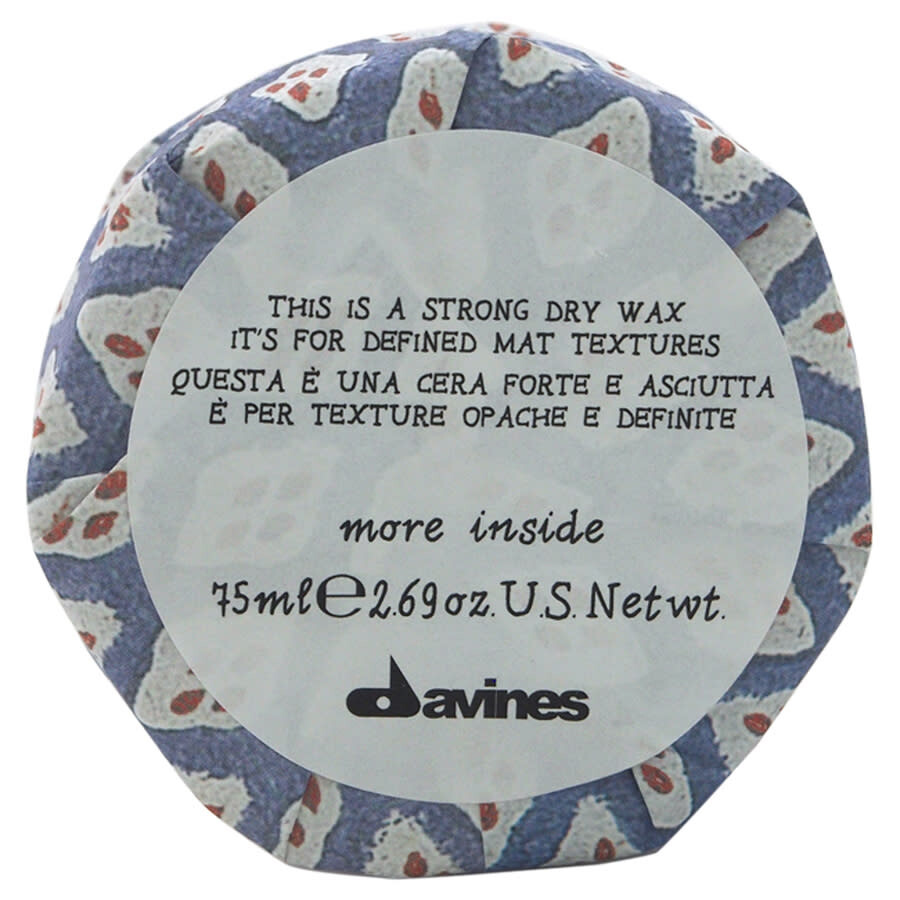 THIS IS A STRONG DRY WAX
IT'S FOR DEFINED MAT TEXTURES
QUESTA È UNA CERA FORTE E ASCIUTTA
È PER TEXTURE OPACHE E DEFINITE
more inside
75ml℮2.69oz.U.S.Netwt.
davines